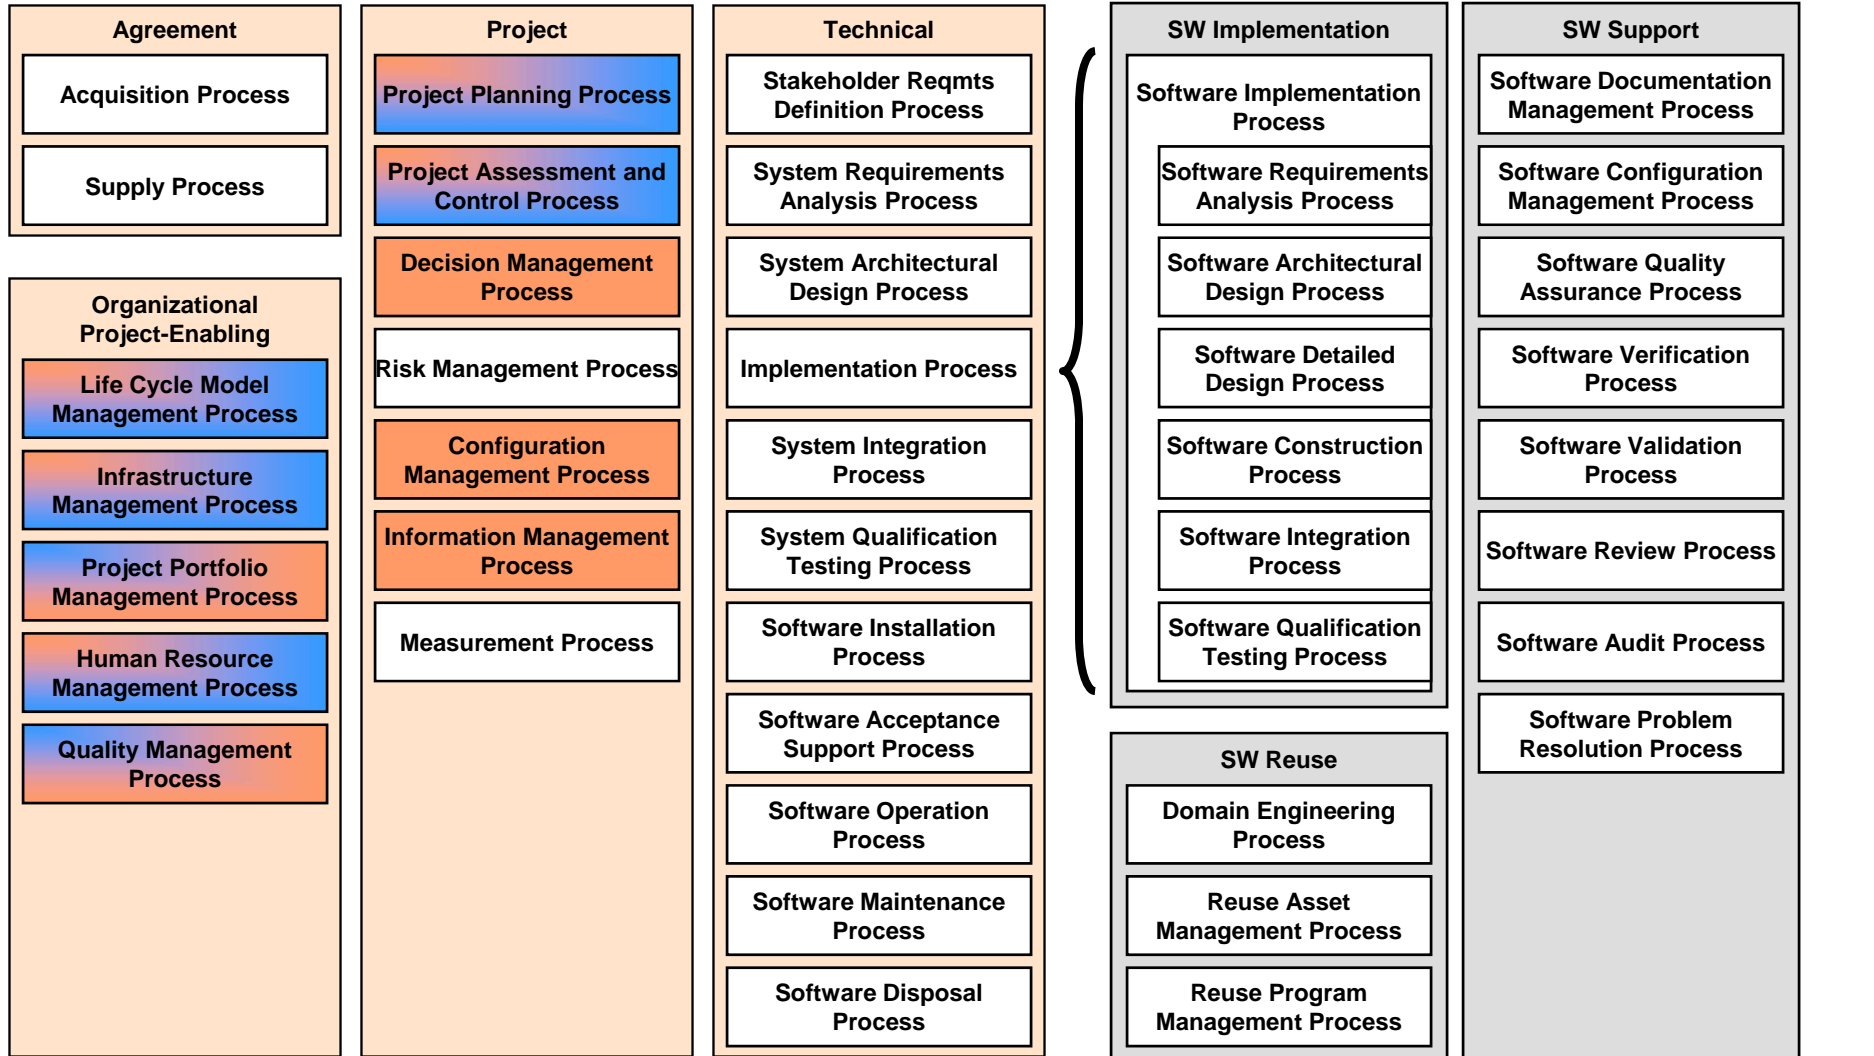 Agreement
Acquisition Process
Supply Process
Organizational
Project-Enabling
Life Cycle Model
Management Process
Infrastructure
Management Process
Project Portfolio
Management Process
Human Resource
Management Process
Quality Management
Process
Project
Project Planning Process
Project Assessment and
Control Process
Decision Management
Process
Risk Management Process
Configuration
Management Process
Information Management
Process
Measurement Process
Technical
Stakeholder Reqmts
Definition Process
System Requirements
Analysis Process
System Architectural
Design Process
Implementation Process
System Integration
Process
System Qualification
Testing Process
Software Installation
Process
Software Acceptance
Support Process
Software Operation
Process
Software Maintenance
Process
Software Disposal
Process
SW Implementation
Software Implementation
Process
Software Requirements
Analysis Process
Software Architectural
Design Process
Software Detailed
Design Process
Software Construction
Process
Software Integration
Process
Software Qualification
Testing Process
SW Reuse
Domain Engineering
Process
Reuse Asset
Management Process
Reuse Program
Management Process
SW Support
Software Documentation
Management Process
Software Configuration
Management Process
Software Quality
Assurance Process
Software Verification
Process
Software Validation
Process
Software Review Process
Software Audit Process
Software Problem
Resolution Process